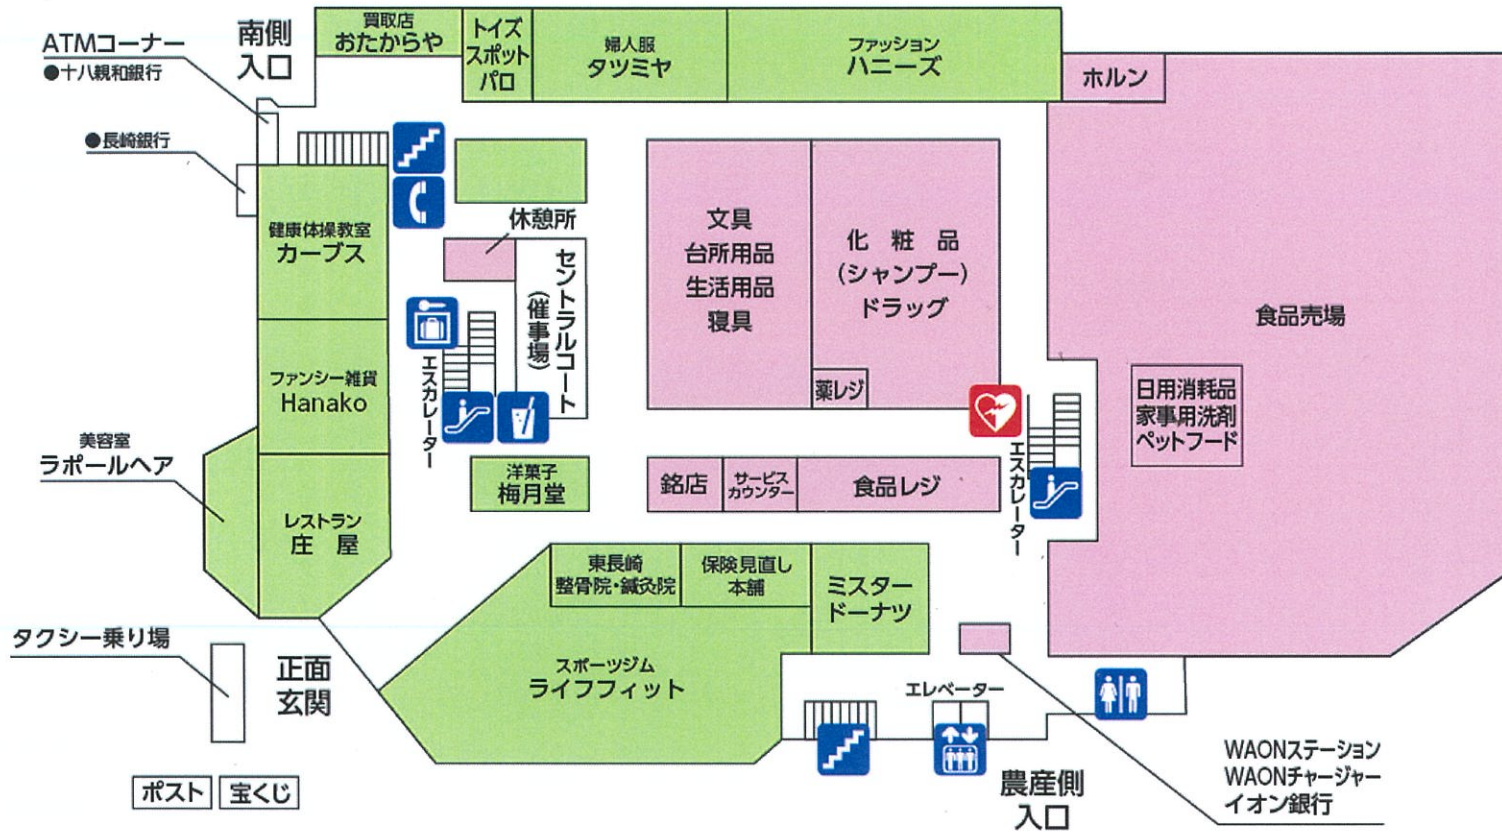 ATMコーナー
●十八親和銀行
●長崎銀行
南側
入口
買取店
おたからや
トイズ
スポット
パロ
婦人服
タツミヤ
ファッション
ハニーズ
ホルン
健康体操教室
カーブス
休憩所
セントラルコート
(催事場)
エスカレーター
文具
台所用品
生活用品
寝具
化粧品
(シャンプー)
ドラッグ
薬レジ
食品売場
日用消耗品
家事用洗剤
ペットフード
ファンシー雑貨
Hanako
美容室
ラポールヘア
レストラン
庄屋
洋菓子
梅月堂
銘店
サービス
カウンター
食品レジ
エスカレーター
東長崎
整骨院・鍼灸院
保険見直し
本舗
ミスター
ドーナツ
スポーツジム
ライフフィット
タクシー乗り場
正面
玄関
エレベーター
農産側
入口
WAONステーション
WAONチャージャー
イオン銀行
ポスト
宝くじ